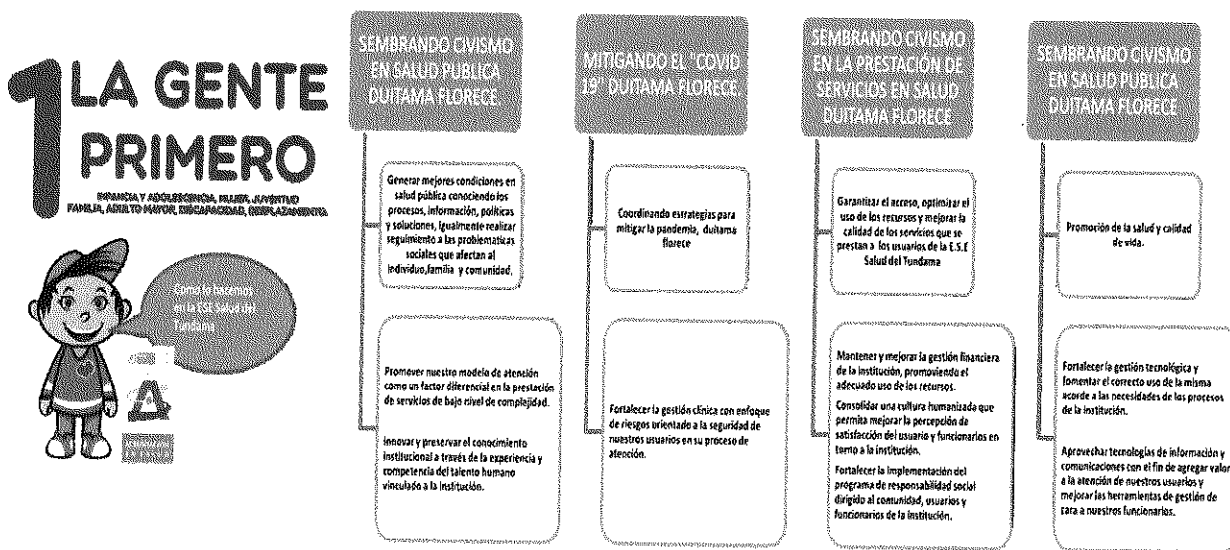 1 LA GENTE
PRIMERO
INFANCIA Y ADOLESCENCIA, MUJER, JUVENTUD
FAMILIA, ADULTO MAYOR, DISCAPACIDAD, DESPLAZAMIENTO
Como lo hacemos
en la ESE Salud del
Tundama
SEMBRANDO CIVISMO
EN SALUD PUBLICA
DUITAMA FLORECE.
Generar mejores condiciones en
salud pública conociendo los
procesos, información, políticas
y soluciones, igualmente realizar
seguimiento a las problematicas
sociales que afectan al
individuo,familia y comunidad.
Promover nuestro modelo de atención
como un factor diferencial en la prestación
de servicios de bajo nivel de complejidad.
Innovar y preservar el conocimiento
institucional a través de la experiencia y
competencia del talento humano
vinculado a la institución.
MITIGANDO EL "COVID
19" DUITAMA FLORECE.
Coordinando estrategias para
mitigar la pandemia, duitama
florece
Fortalecer la gestión clínica con enfoque
de riesgos orientado a la seguridad de
nuestros usuarios en su proceso de
atención.
SEMBRANDO CIVISMO
EN LA PRESTACIÓN DE
SERVICIOS EN SALUD
DUITAMA FLORECE
Garantizar el acceso, optimizar el
uso de los recursos y mejorar la
calidad de los servicios que se
prestan a los usuarios de la E.S.E
Salud del Tundama
Mantener y mejorar la gestión financiera
de la institución, promoviendo el
adecuado uso de los recursos.
Consolidar una cultura humanizada que
permita mejorar la percepción de
satisfacción del usuario y funcionarios en
torno a la institución.
Fortalecer la implementación del
programa de responsabilidad social
dirigido al comunidad, usuarios y
funcionarios de la institución.
SEMBRANDO CIVISMO
EN SALUD PUBLICA
DUITAMA FLORECE
Promoción de la salud y calidad
de vida.
Fortalecer la gestión tecnológica y
fomentar el correcto uso de la misma
acorde a las necesidades de los procesos
de la institución.
Aprovechar tecnologías de información y
comunicaciones con el fin de agregar valor
a la atención de nuestros usuarios y
mejorar las herramientas de gestión de
cara a nuestros funcionarios.